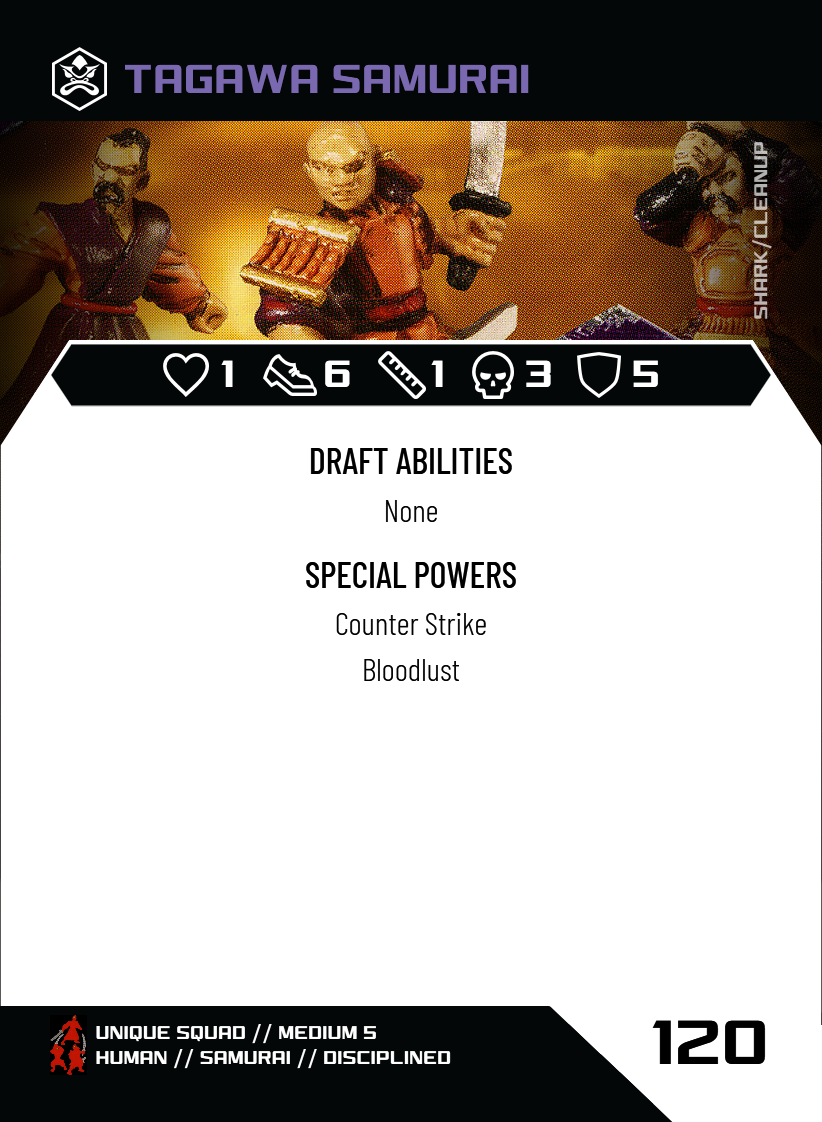 TAGAWA SAMURAI
SHARK/CLEANUP
1 6 1 3 5
DRAFT ABILITIES
None
SPECIAL POWERS
Counter Strike
Bloodlust
UNIQUE SQUAD // MEDIUM 5
HUMAN // SAMURAI // DISCIPLINED
120